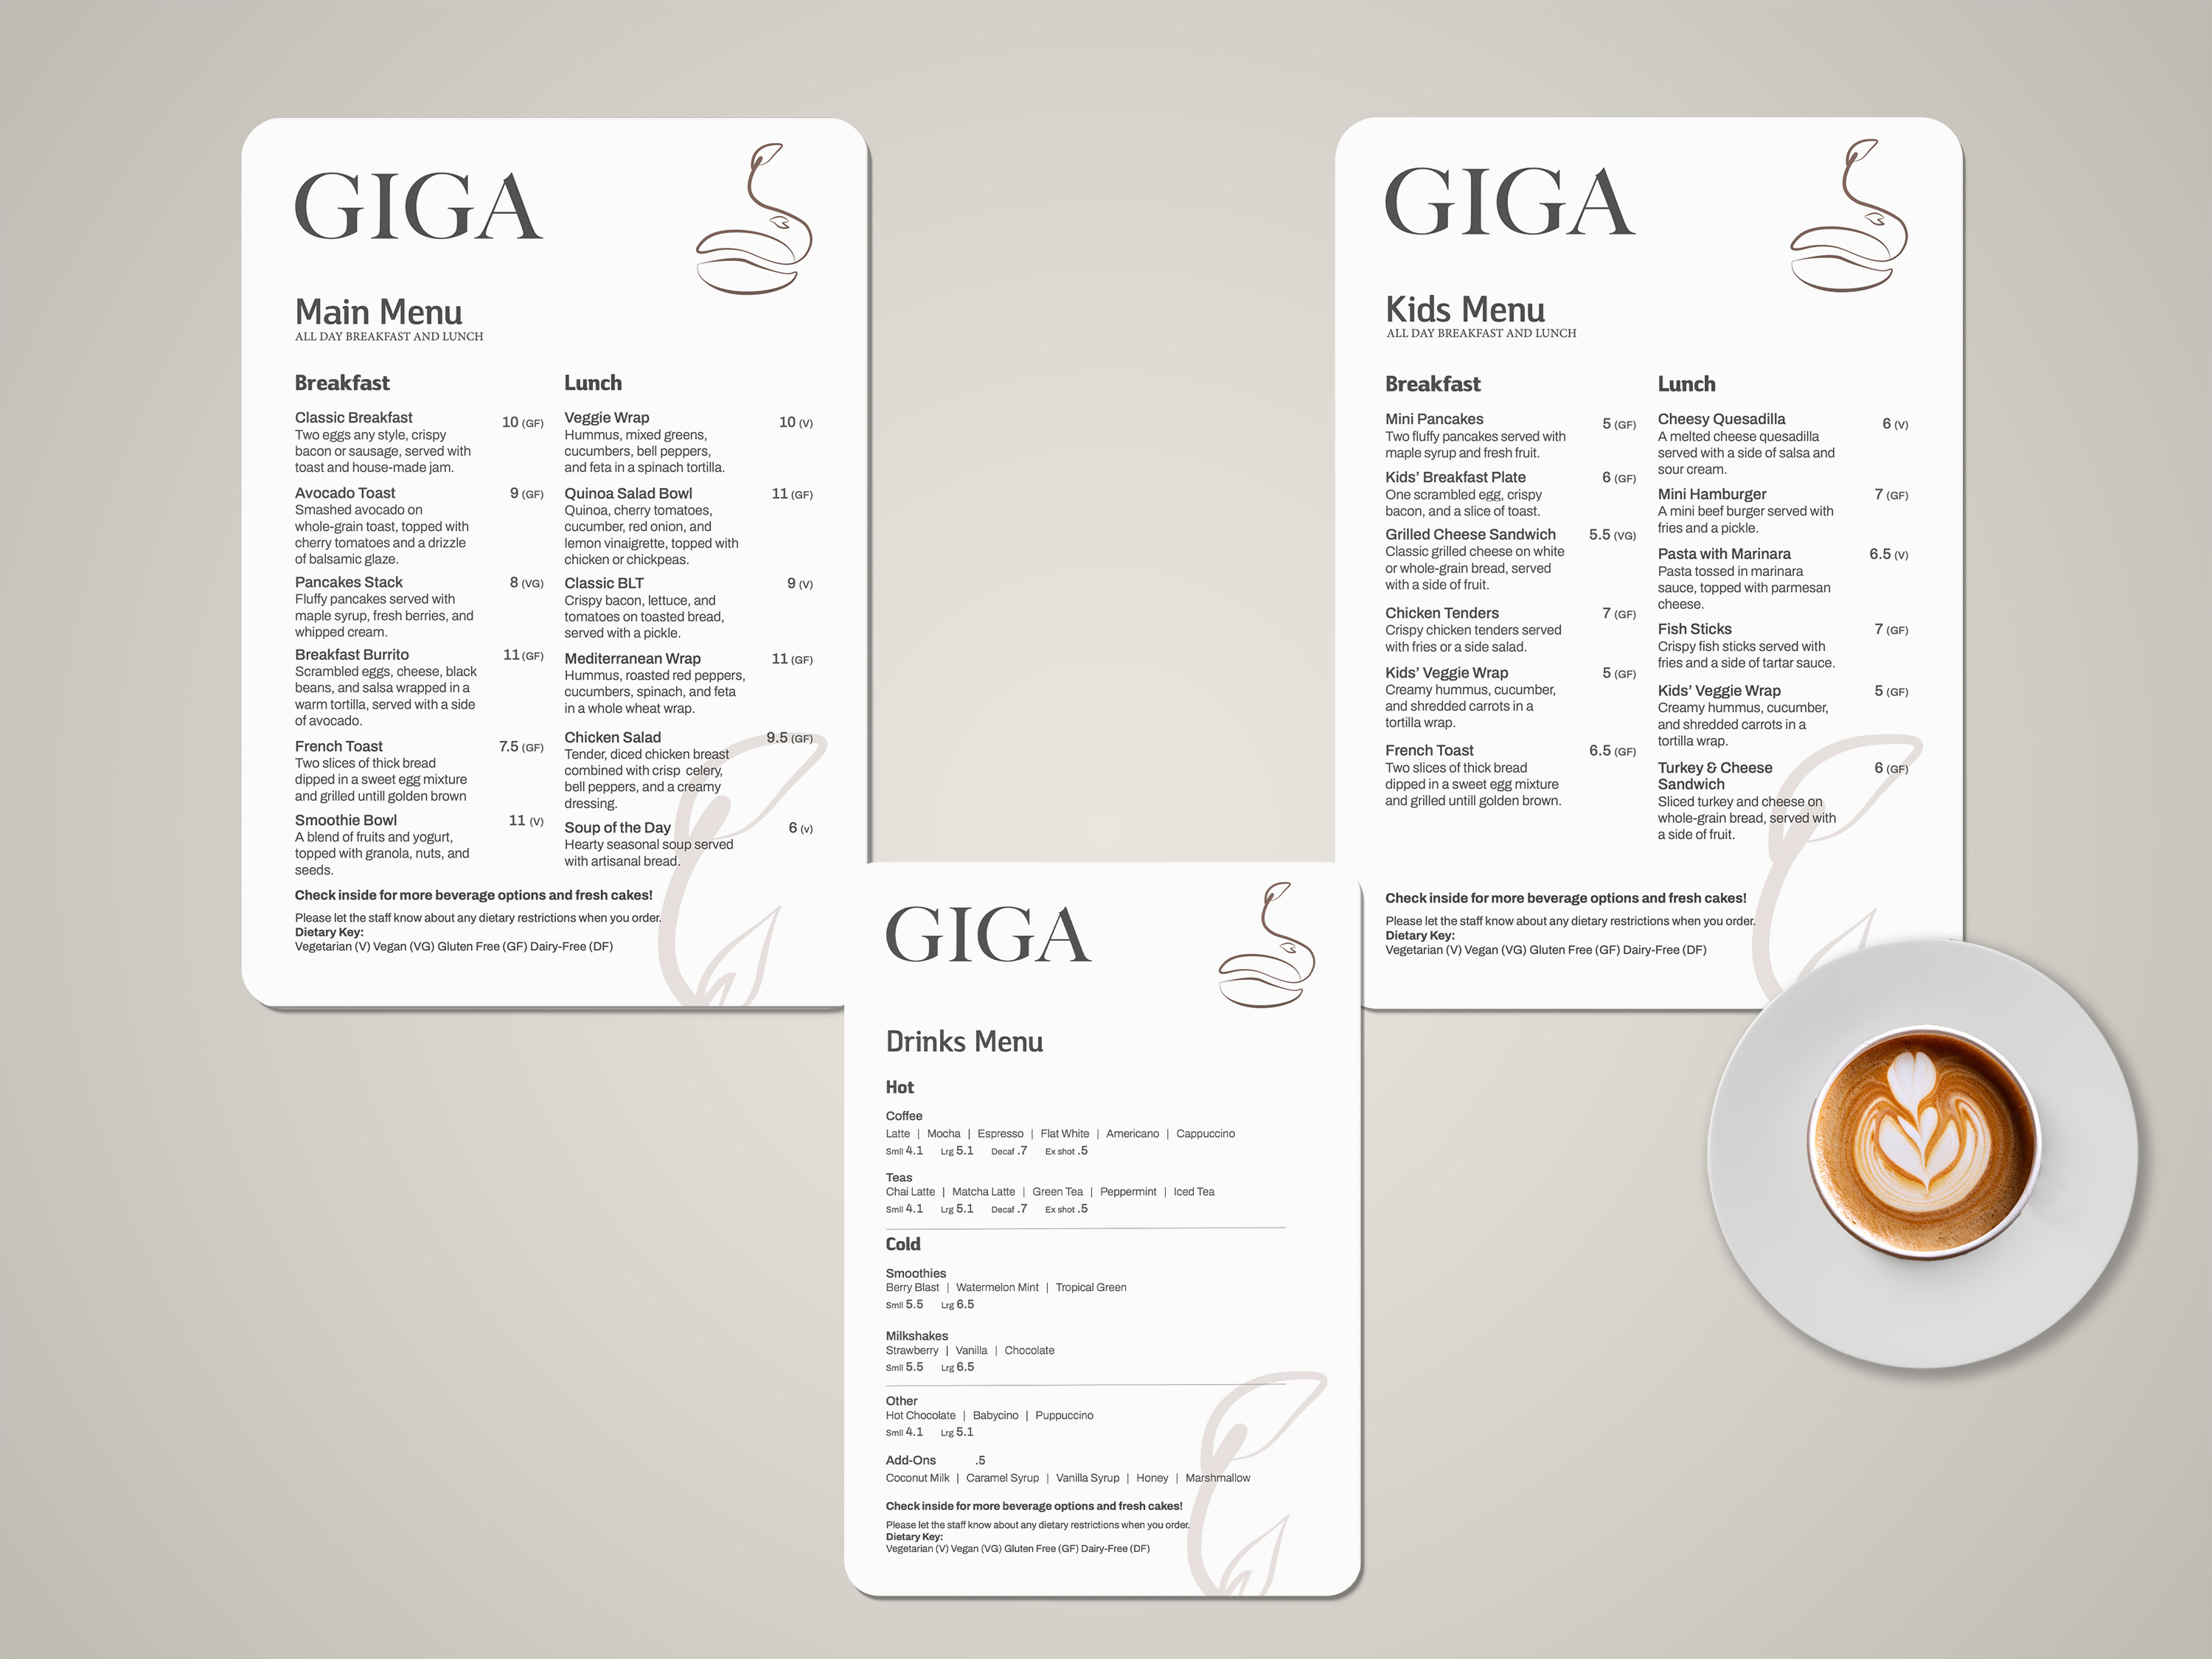 GIGA
Main Menu
ALL DAY BREAKFAST AND LUNCH
Breakfast
Classic Breakfast 10 (GF)
Two eggs any style, crispy
bacon or sausage, served with
toast and house-made jam.
Avocado Toast 9 (GF)
Smashed avocado on
whole-grain toast, topped with
cherry tomatoes and a drizzle
of balsamic glaze.
Pancakes Stack 8 (VG)
Fluffy pancakes served with
maple syrup, fresh berries, and
whipped cream.
Breakfast Burrito 11 (GF)
Scrambled eggs, cheese, black
beans, and salsa wrapped in a
warm tortilla, served with a side
of avocado.
French Toast 7.5 (GF)
Two slices of thick bread
dipped in a sweet egg mixture
and grilled untill golden brown
Smoothie Bowl 11 (V)
A blend of fruits and yogurt,
topped with granola, nuts, and
seeds.
Lunch
Veggie Wrap 10 (V)
Hummus, mixed greens,
cucumbers, bell peppers,
and feta in a spinach tortilla.
Quinoa Salad Bowl 11 (GF)
Quinoa, cherry tomatoes,
cucumber, red onion, and
lemon vinaigrette, topped with
chicken or chickpeas.
Classic BLT 9 (V)
Crispy bacon, lettuce, and
tomatoes on toasted bread,
served with a pickle.
Mediterranean Wrap 11 (GF)
Hummus, roasted red peppers,
cucumbers, spinach, and feta
in a whole wheat wrap.
Chicken Salad 9.5 (GF)
Tender, diced chicken breast
combined with crisp celery,
bell peppers, and a creamy
dressing.
Soup of the Day 6 (v)
Hearty seasonal soup served
with artisanal bread.
Check inside for more beverage options and fresh cakes!
Please let the staff know about any dietary restrictions when you order.
Dietary Key:
Vegetarian (V) Vegan (VG) Gluten Free (GF) Dairy-Free (DF)
GIGA
Kids Menu
ALL DAY BREAKFAST AND LUNCH
Breakfast
Mini Pancakes 5 (GF)
Two fluffy pancakes served with
maple syrup and fresh fruit.
Kids' Breakfast Plate 6 (GF)
One scrambled egg, crispy
bacon, and a slice of toast.
Grilled Cheese Sandwich 5.5 (VG)
Classic grilled cheese on white
or whole-grain bread, served
with a side of fruit.
Chicken Tenders 7 (GF)
Crispy chicken tenders served
with fries or a side salad.
Kids' Veggie Wrap 5 (GF)
Creamy hummus, cucumber,
and shredded carrots in a
tortilla wrap.
French Toast 6.5 (GF)
Two slices of thick bread
dipped in a sweet egg mixture
and grilled untill golden brown.
Lunch
Cheesy Quesadilla 6 (V)
A melted cheese quesadilla
served with a side of salsa and
sour cream.
Mini Hamburger 7 (GF)
A mini beef burger served with
fries and a pickle.
Pasta with Marinara 6.5 (V)
Pasta tossed in marinara
sauce, topped with parmesan
cheese.
Fish Sticks 7 (GF)
Crispy fish sticks served with
fries and a side of tartar sauce.
Kids' Veggie Wrap 5 (GF)
Creamy hummus, cucumber,
and shredded carrots in a
tortilla wrap.
Turkey & Cheese 6 (GF)
Sandwich
Sliced turkey and cheese on
whole-grain bread, served with
a side of fruit.
Check inside for more beverage options and fresh cakes!
Please let the staff know about any dietary restrictions when you order.
Dietary Key:
Vegetarian (V) Vegan (VG) Gluten Free (GF) Dairy-Free (DF)
GIGA
Drinks Menu
Hot
Coffee
Latte | Mocha | Espresso | Flat White | Americano | Cappuccino
Smll 4.1 Lrg 5.1 Decaf .7 Ex shot .5
Teas
Chai Latte | Matcha Latte | Green Tea | Peppermint | Iced Tea
Smll 4.1 Lrg 5.1 Decaf .7 Ex shot .5
Cold
Smoothies
Berry Blast | Watermelon Mint | Tropical Green
Smll 5.5 Lrg 6.5
Milkshakes
Strawberry | Vanilla | Chocolate
Smll 5.5 Lrg 6.5
Other
Hot Chocolate | Babycino | Puppuccino
Smll 4.1 Lrg 5.1
Add-Ons .5
Coconut Milk | Caramel Syrup | Vanilla Syrup | Honey | Marshmallow
Check inside for more beverage options and fresh cakes!
Please let the staff know about any dietary restrictions when you order.
Dietary Key:
Vegetarian (V) Vegan (VG) Gluten Free (GF) Dairy-Free (DF)